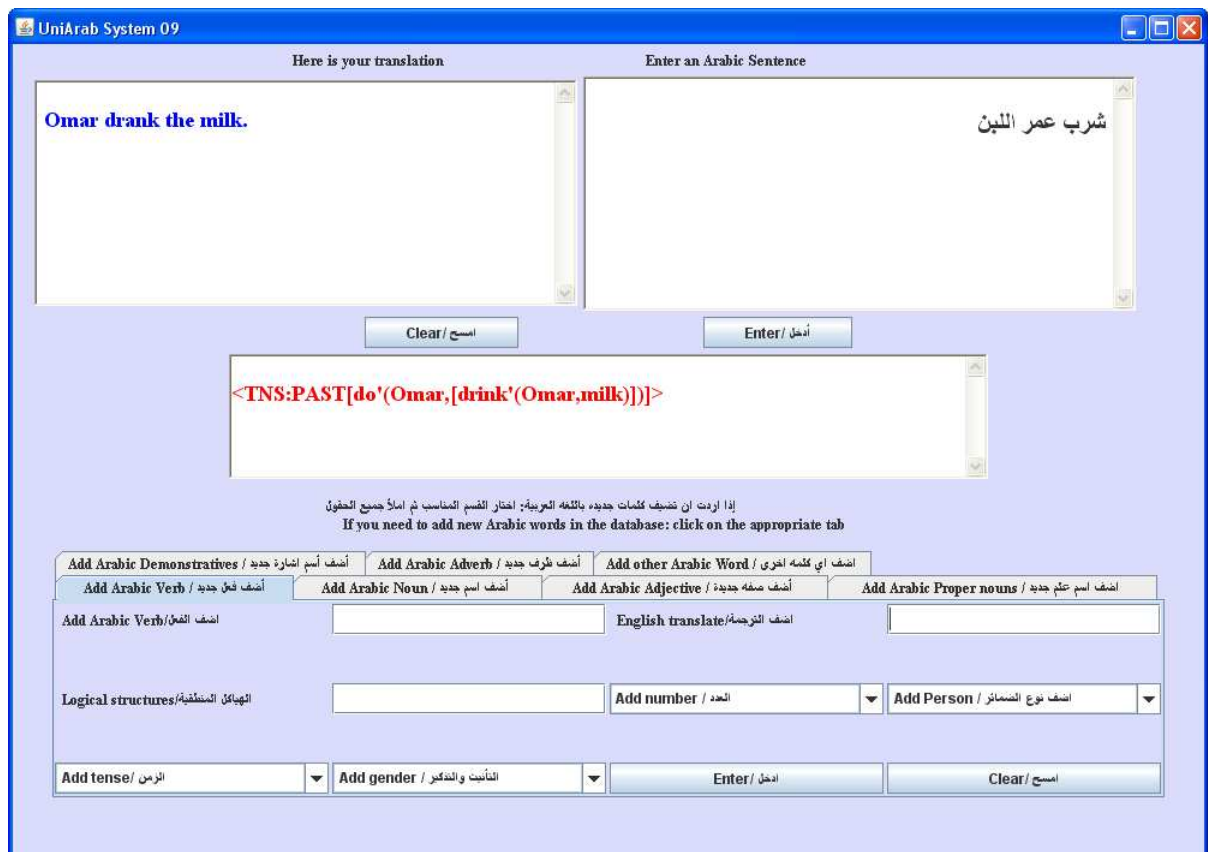 UniArab System 09
Here is your translation
Enter an Arabic Sentence
Omar drank the milk.
شرب عمر اللبن
Clear/ امسح
Enter/ أدخل
<TNS:PAST[do'(Omar,[drink'(Omar,milk)])]>
إذا اردت ان تضيف كلمات جديده باللغه العربية: اختار القسم المناسب ثم املأ جميع الحقول
If you need to add new Arabic words in the database: click on the appropriate tab
Add Arabic Demonstratives / أضف أسم اشارة جديد
Add Arabic Adverb / أضف ظرف جديد
Add other Arabic Word / اضف اي كلمه اخرى
Add Arabic Verb / أضف فعل جديد
Add Arabic Noun / أضف اسم جديد
Add Arabic Adjective / أضف صفه جديدة
Add Arabic Proper nouns / اضف اسم علم جديد
Add Arabic Verb/اضف الفعل
English translate/اضف الترجمة
Logical structures/الهياكل المنطقية
Add number / العدد
Add Person / اضف نوع الضمائر
Add tense/ الزمن
Add gender / التأنيث والتذكير
Enter/ ادخل
Clear/ امسح